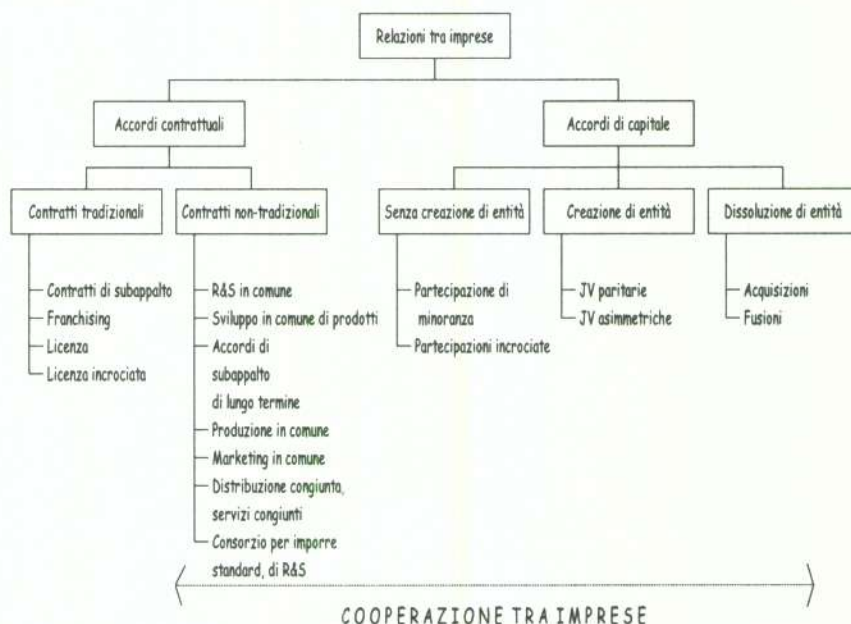 Relazioni tra imprese
Accordi contrattuali
Accordi di capitale
Contratti tradizionali
Contratti non-tradizionali
Senza creazione di entità
Creazione di entità
Dissoluzione di entità
Contratti di subappalto
Franchising
Licenza
Licenza incrociata
R&S in comune
Sviluppo in comune di prodotti
Accordi di
subappalto
di lungo termine
Produzione in comune
Marketing in comune
Distribuzione congiunta,
servizi congiunti
Consorzio per imporre
standard, di R&S
Partecipazione di
minoranza
Partecipazioni incrociate
JV paritarie
JV asimmetriche
Acquisizioni
Fusioni
COOPERAZIONE TRA IMPRESE